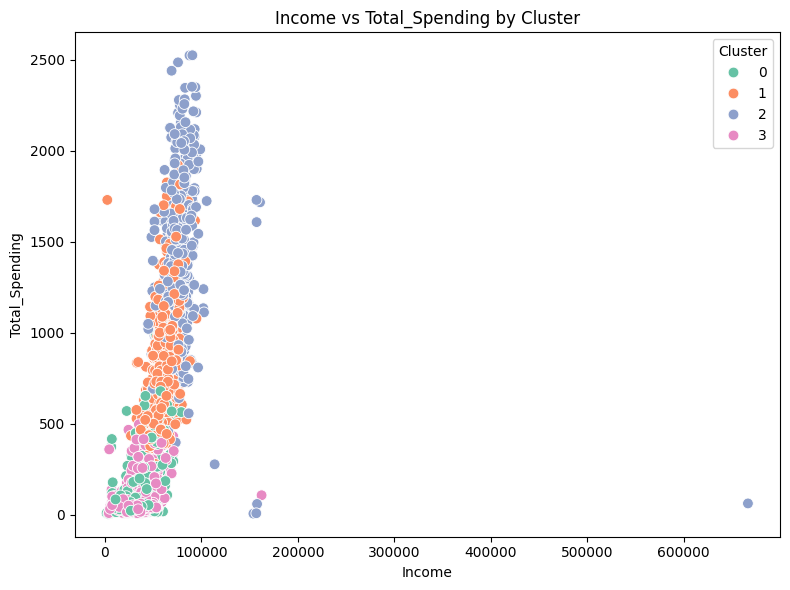 Income vs Total_Spending by Cluster
Cluster
0
1
2
3
Total_Spending
2500
2000
1500
1000
500
0
0 100000 200000 300000 400000 500000 600000
Income